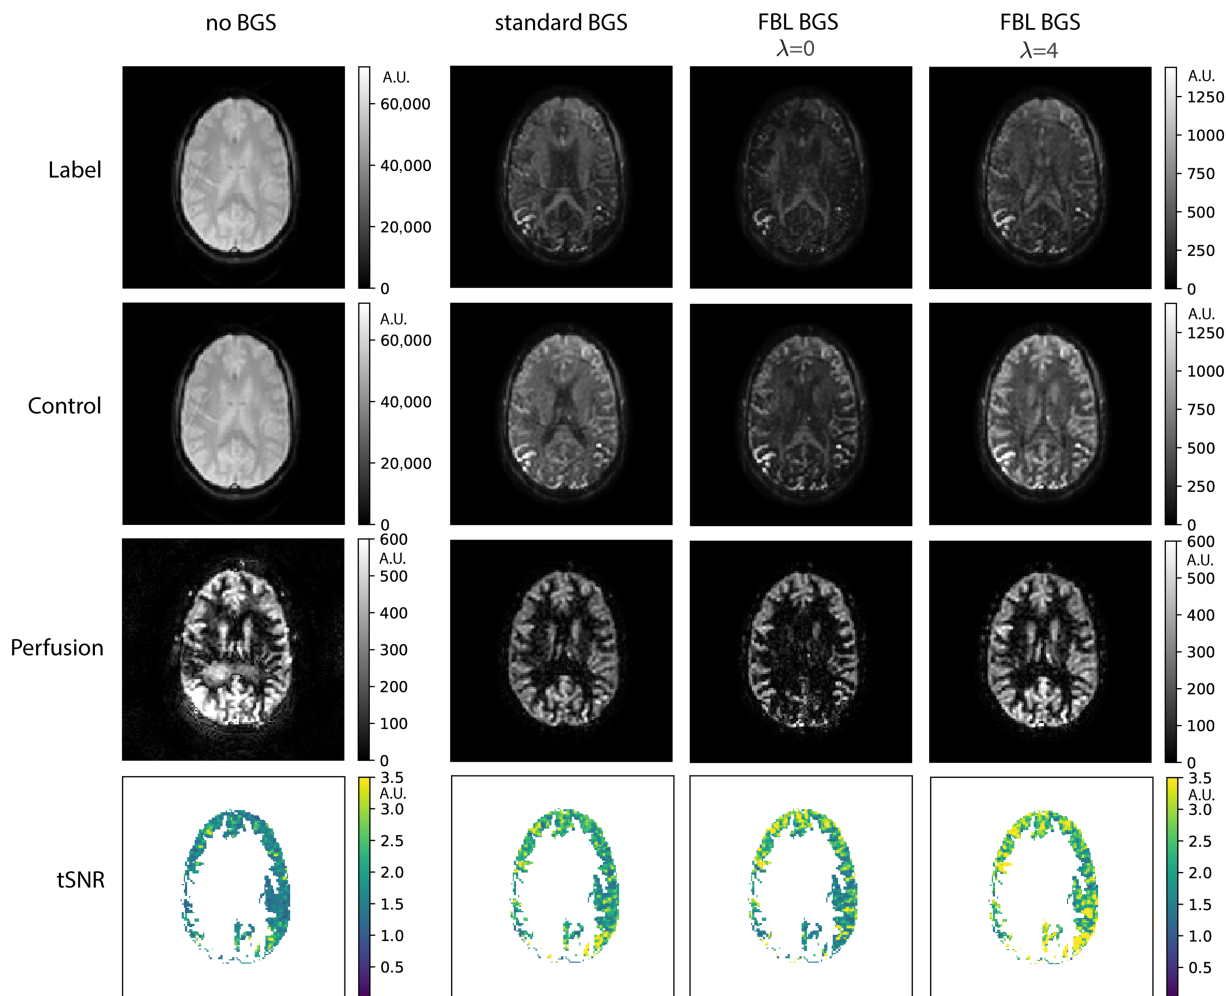 no BGS
standard BGS
FBL BGS
λ=0
FBL BGS
λ=4
Label
A.U.
60,000
40,000
20,000
0
A.U.
1250
1000
750
500
250
0
Control
A.U.
60,000
40,000
20,000
0
A.U.
1250
1000
750
500
250
0
Perfusion
600
A.U.
500
400
300
200
100
0
600
A.U.
500
400
300
200
100
0
tSNR
3.5
A.U.
3.0
2.5
2.0
1.5
1.0
0.5
3.5
A.U.
3.0
2.5
2.0
1.5
1.0
0.5